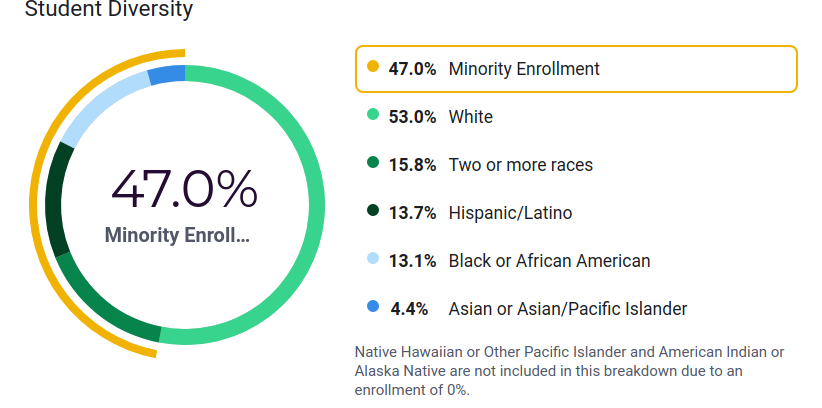 Student Diversity
47.0%
Minority Enroll...
47.0% Minority Enrollment
53.0% White
15.8% Two or more races
13.7% Hispanic/Latino
13.1% Black or African American
4.4% Asian or Asian/Pacific Islander
Native Hawaiian or Other Pacific Islander and American Indian or
Alaska Native are not included in this breakdown due to an
enrollment of 0%.